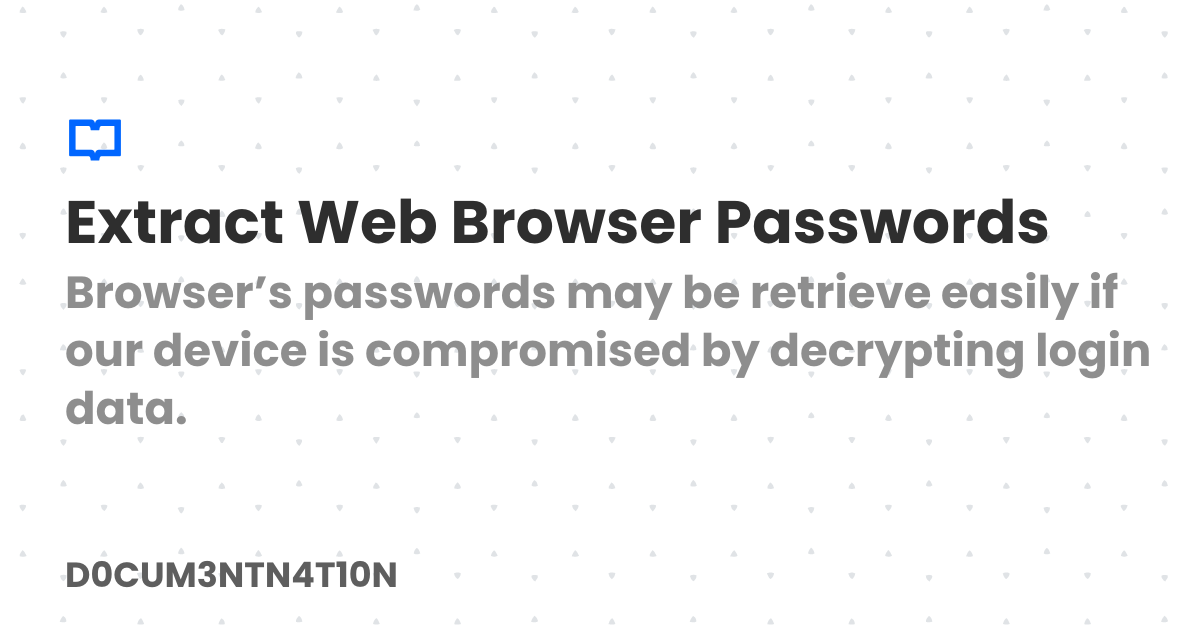 Extract Web Browser Passwords
Browser’s passwords may be retrieve easily if
our device is compromised by decrypting login
data.
D0CUM3NTN4T10N